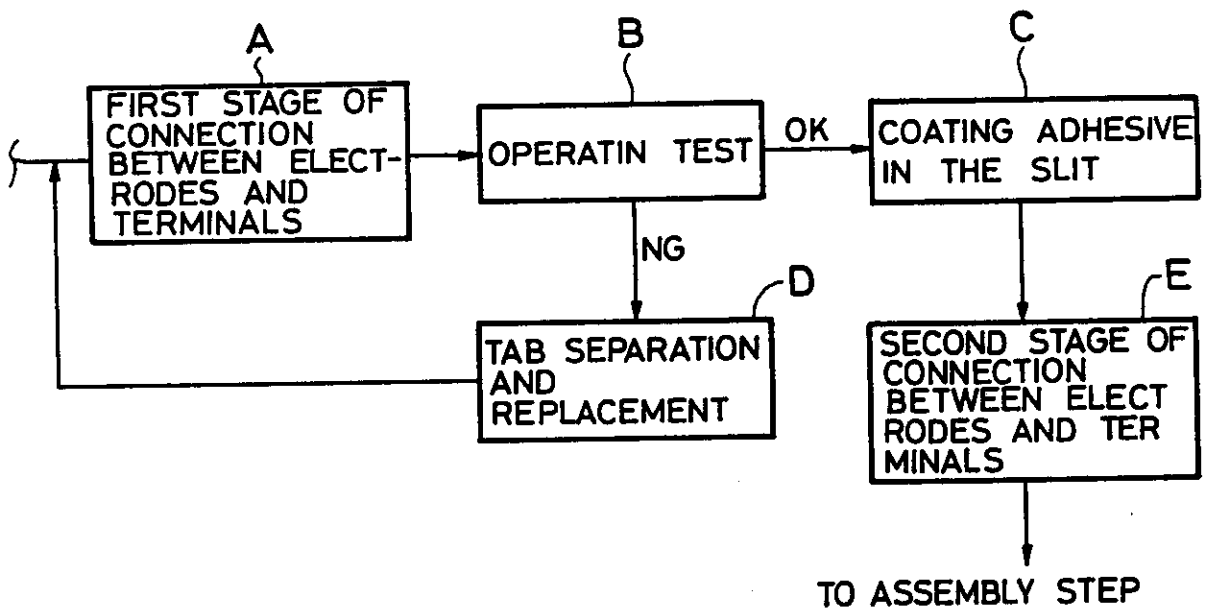 A
FIRST STAGE OF
CONNECTION
BETWEEN ELECT-
RODES AND
TERMINALS
B
OPERATIN TEST
OK
C
COATING ADHESIVE
IN THE SLIT
NG
D
TAB SEPARATION
AND
REPLACEMENT
E
SECOND STAGE OF
CONNECTION
BETWEEN ELECT
RODES AND TER
MINALS
TO ASSEMBLY STEP